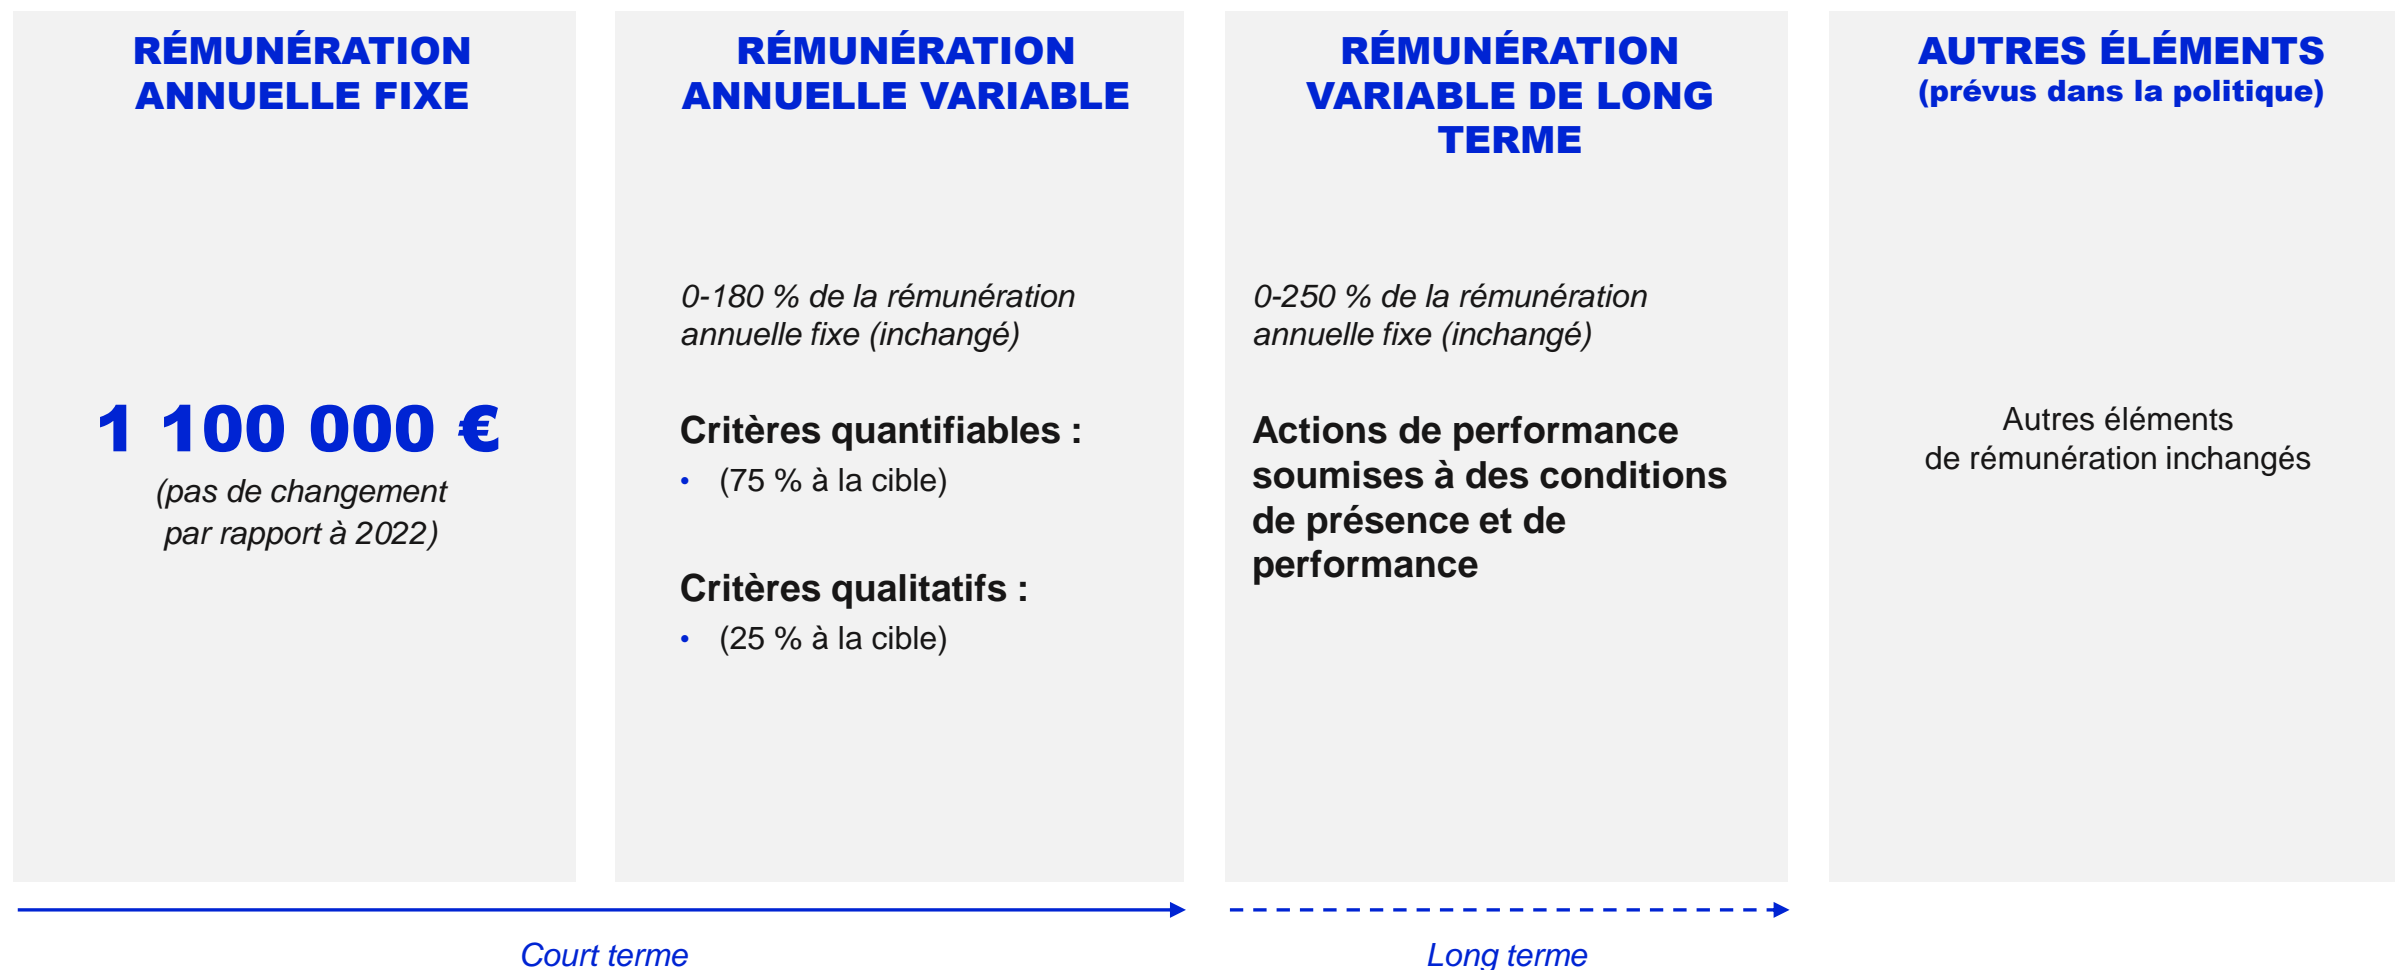 RÉMUNÉRATION
ANNUELLE FIXE
1 100 000 €
(pas de changement
par rapport à 2022)
RÉMUNÉRATION
ANNUELLE VARIABLE
0-180 % de la rémunération
annuelle fixe (inchangé)
Critères quantifiables :
• (75 % à la cible)
Critères qualitatifs :
• (25 % à la cible)
RÉMUNÉRATION
VARIABLE DE LONG
TERME
0-250 % de la rémunération
annuelle fixe (inchangé)
Actions de performance
soumises à des conditions
de présence et de
performance
AUTRES ÉLÉMENTS
(prévus dans la politique)
Autres éléments
de rémunération inchangés
Court terme
Long terme